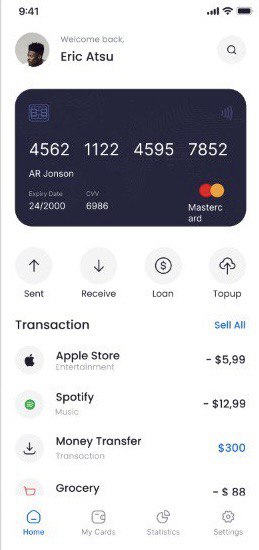 9:41
Welcome back,
Eric Atsu
4562 1122 4595 7852
AR Jonson
Expiry Date CVV
24/2000 6986
Masterc
ard
Sent Receive Loan Topup
Transaction Sell All
Apple Store
- $5,99
Entertainment
Spotify
- $12,99
Music
Money Transfer
$300
Transaction
Grocery
- $ 88
Home My Cards Statistics Settings